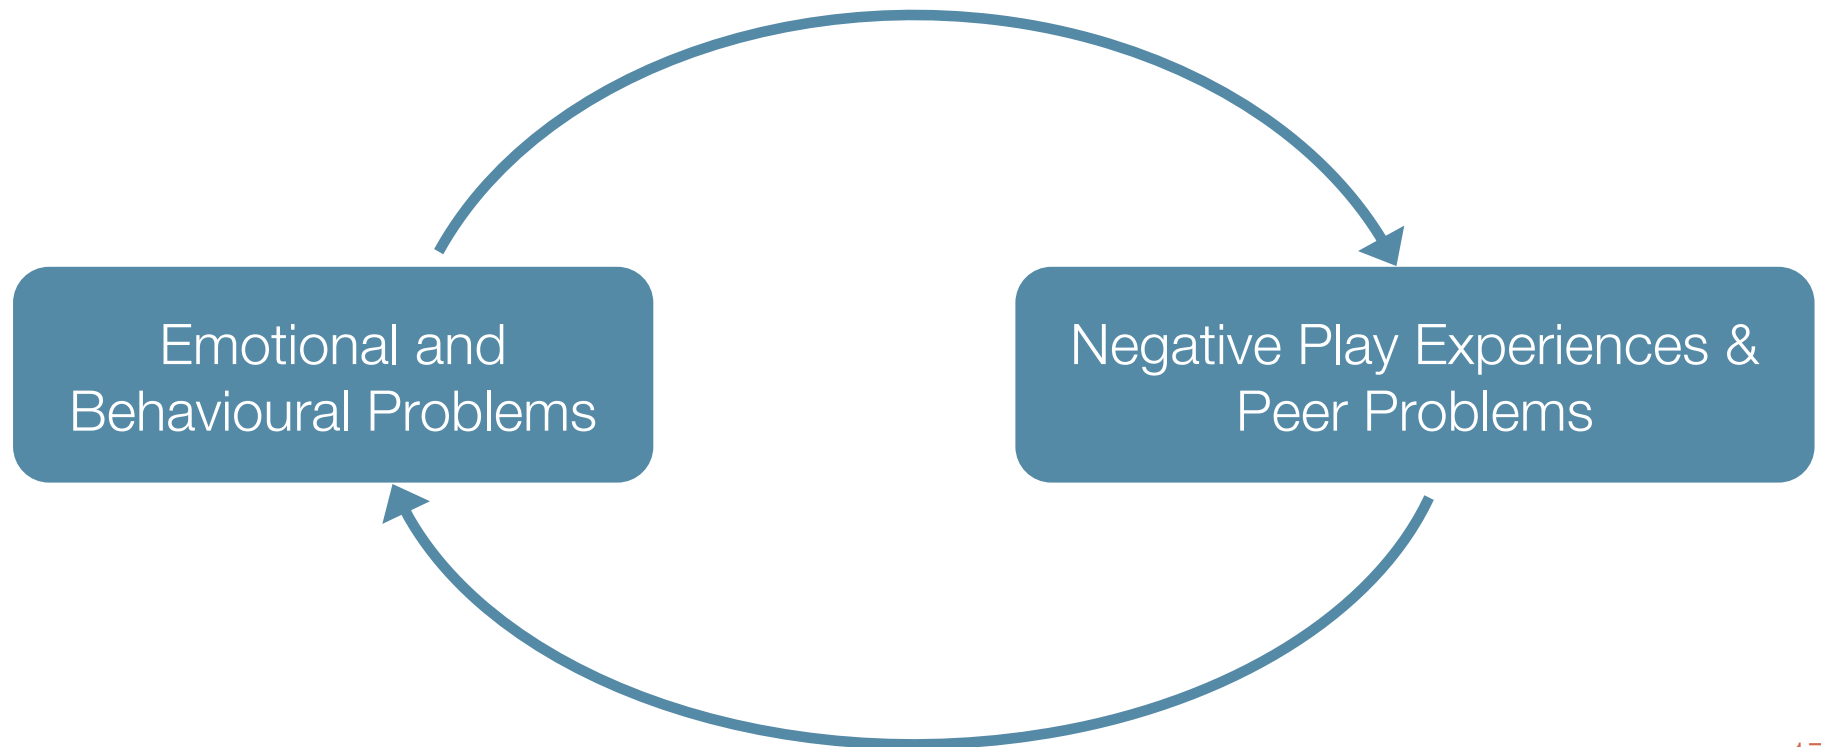 Emotional and
Behavioural Problems
Negative Play Experiences &
Peer Problems